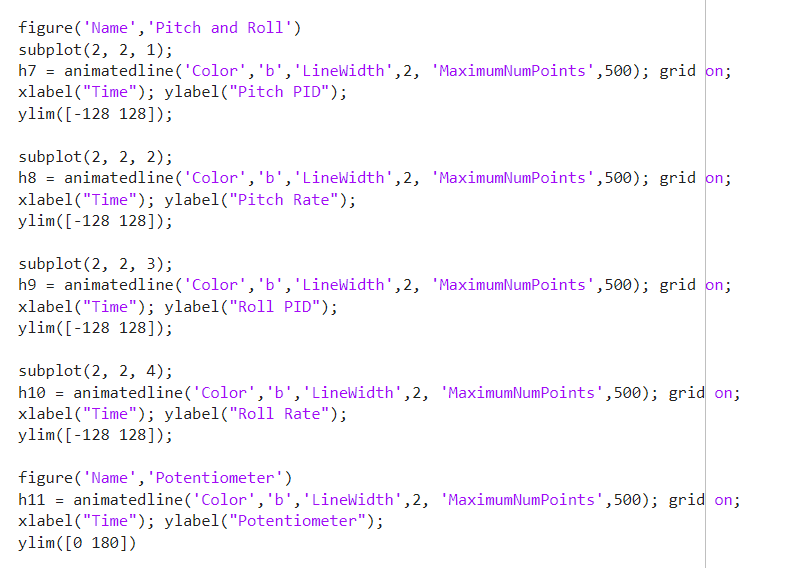 figure('Name','Pitch and Roll')
subplot(2, 2, 1);
h7 = animatedline('Color','b','LineWidth',2, 'MaximumNumPoints',500); grid on;
xlabel("Time"); ylabel("Pitch PID");
ylim([-128 128]);
subplot(2, 2, 2);
h8 = animatedline('Color','b','LineWidth',2, 'MaximumNumPoints',500); grid on;
xlabel("Time"); ylabel("Pitch Rate");
ylim([-128 128]);
subplot(2, 2, 3);
h9 = animatedline('Color','b','LineWidth',2, 'MaximumNumPoints',500); grid on;
xlabel("Time"); ylabel("Roll PID");
ylim([-128 128]);
subplot(2, 2, 4);
h10 = animatedline('Color','b','LineWidth',2, 'MaximumNumPoints',500); grid on;
xlabel("Time"); ylabel("Roll Rate");
ylim([-128 128]);
figure('Name','Potentiometer')
h11 = animatedline('Color','b','LineWidth',2, 'MaximumNumPoints',500); grid on;
xlabel("Time"); ylabel("Potentiometer");
ylim([0 180])